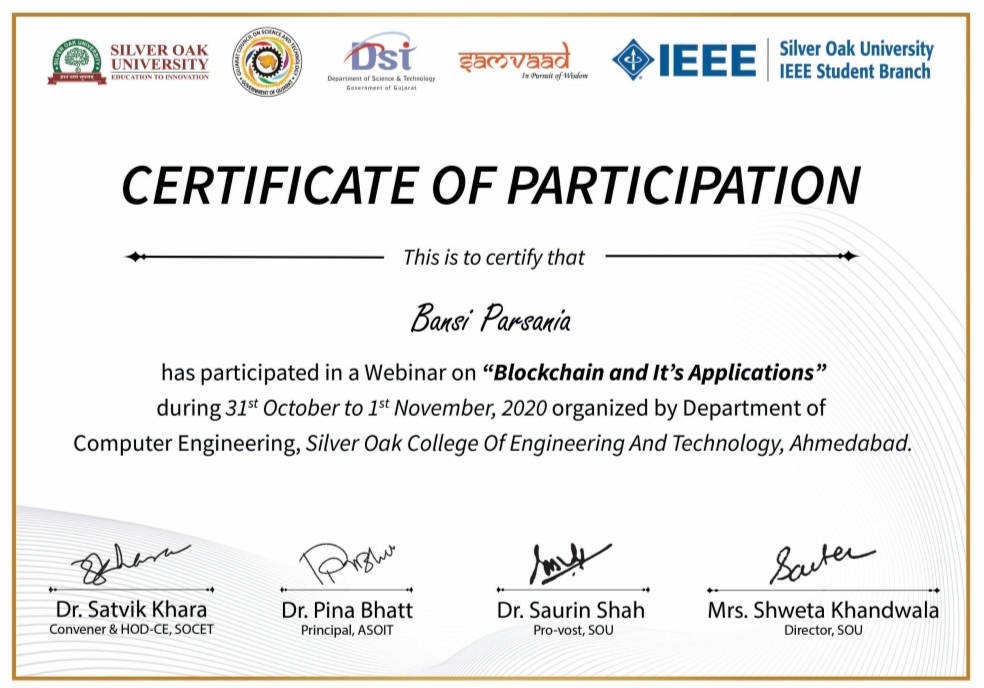 SILVER OAK
UNIVERSITY
EDUCATION TO INNOVATION
GUJARAT COUNCIL ON SCIENCE & TECHNOLOGY
GOVERNMENT OF GUJARAT
DST
Department of Science & Technology
Government of Gujarat
samvaad
In Pursuit of Wisdom
IEEE
Silver Oak University
IEEE Student Branch
CERTIFICATE OF PARTICIPATION
This is to certify that
Bansi Parsania
has participated in a Webinar on “Blockchain and It’s Applications”
during 31st October to 1st November, 2020 organized by Department of
Computer Engineering, Silver Oak College Of Engineering And Technology, Ahmedabad.
Dr. Satvik Khara
Convener & HOD-CE, SOCET
Dr. Pina Bhatt
Principal, ASOIT
Dr. Saurin Shah
Pro-vost, SOU
Mrs. Shweta Khandwala
Director, SOU